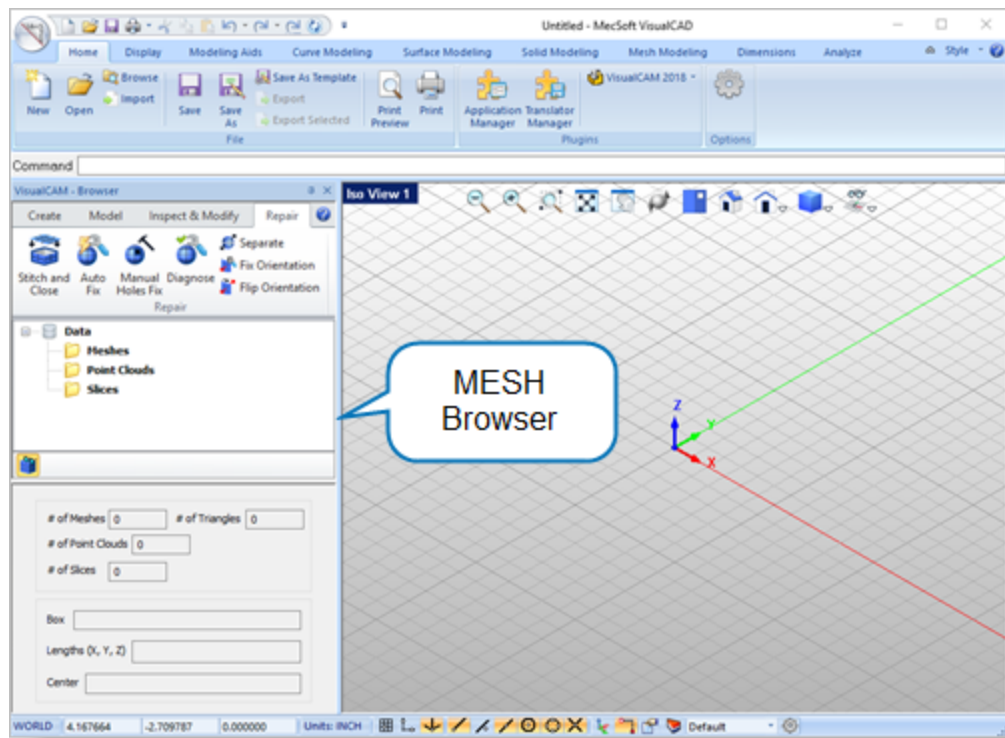 Untitled - MecSoft VisualCAD
Home Display Modeling Aids Curve Modeling Surface Modeling Solid Modeling Mesh Modeling Dimensions Analyze Style
New Open Browse Import Save Save As Save As Template Export Export Selected Print Preview Print Application Manager Translator Manager VisualCAM 2018
File Plugins Options
Command
VisualCAM - Browser
Iso View 1
Create Model Inspect & Modify Repair
Stitch and Close Auto Fix Manual Holes Fix Diagnose Separate
Fix Orientation
Flip Orientation
Repair
Data
Meshes
Point Clouds
Slices
MESH
Browser
Z
Y
X
# of Meshes 0 # of Triangles 0
# of Point Clouds 0
# of Slices 0
Box
Lengths (X, Y, Z)
Center
WORLD 4.167664 -2.709787 0.000000 Units: INCH Default